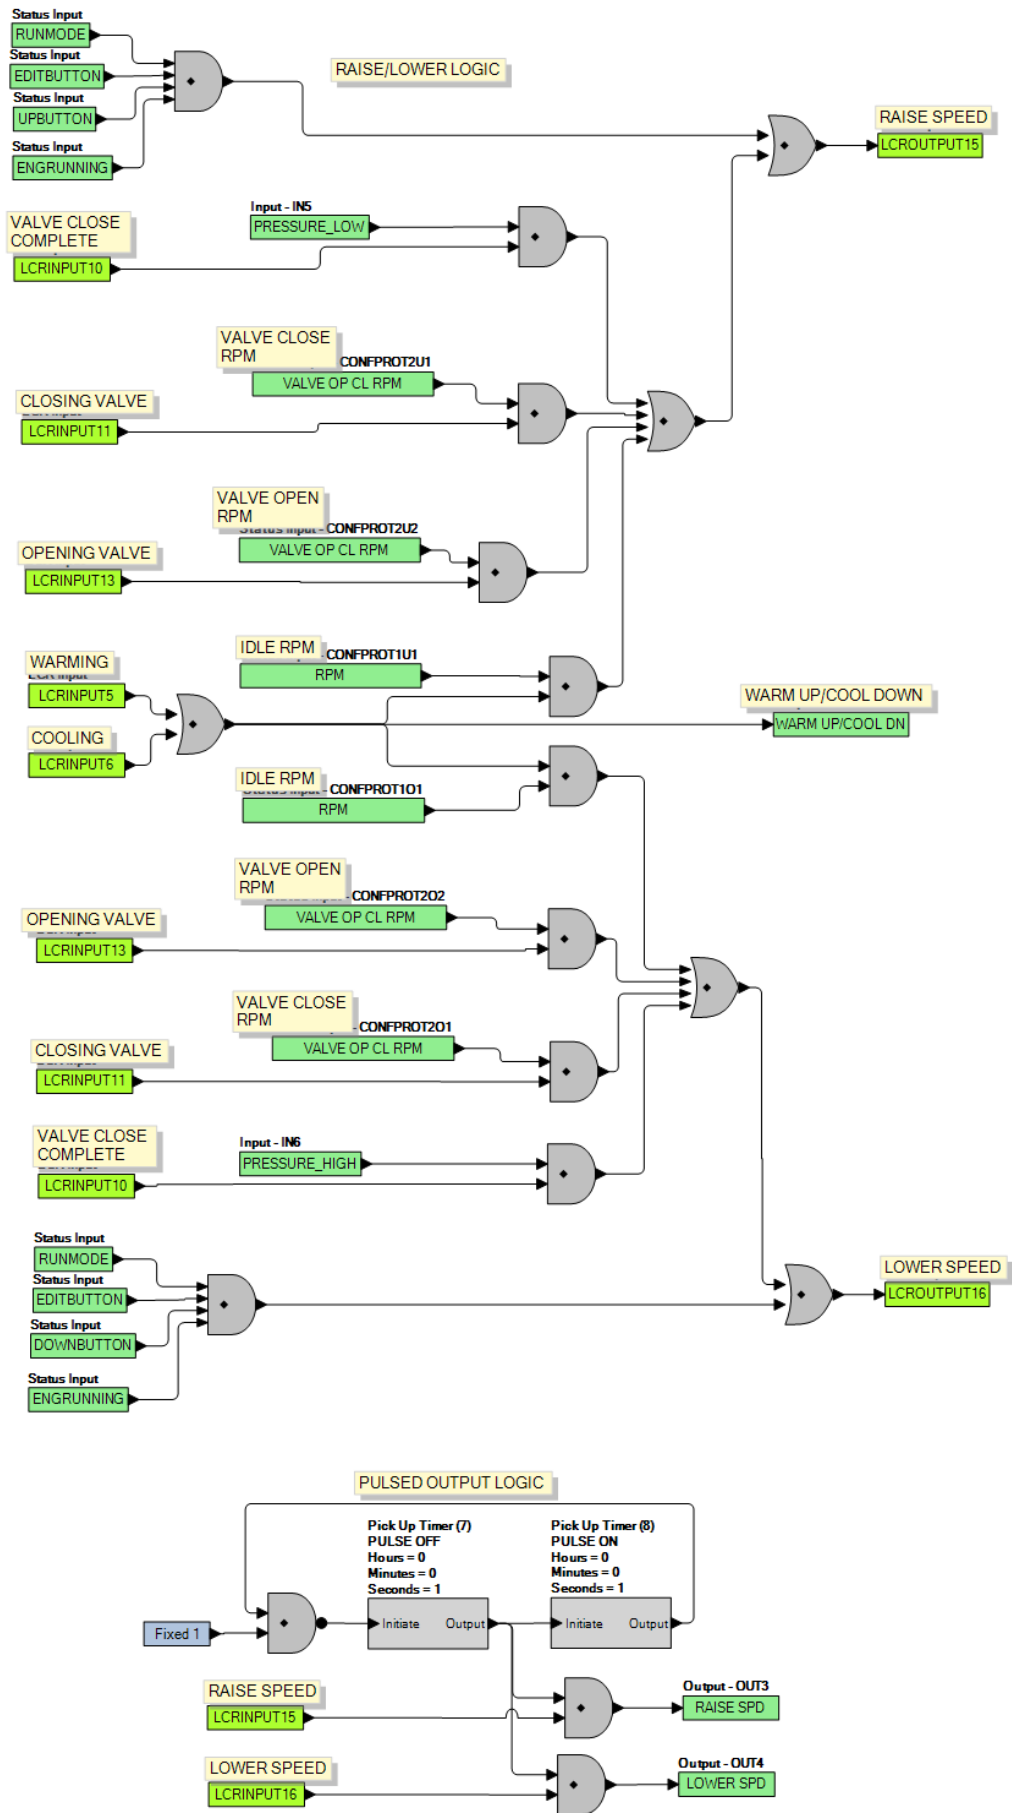 Status Input
RUNMODE
Status Input
EDITBUTTON
Status Input
UPBUTTON
Status Input
ENGRUNNING
RAISE/LOWER LOGIC
RAISE SPEED
LCROUTPUT15
VALVE CLOSE
COMPLETE
LCRINPUT10
Input - IN5
PRESSURE_LOW
VALVE CLOSE
RPM
CONFPROT2U1
VALVE OP CL RPM
CLOSING VALVE
LCRINPUT11
VALVE OPEN
RPM
Status Input - CONFPROT2U2
VALVE OP CL RPM
OPENING VALVE
LCRINPUT13
IDLE RPM
CONFPROT1U1
RPM
WARMING
LCR Input
LCRINPUT5
COOLING
LCRINPUT6
WARM UP/COOL DOWN
WARM UP/COOL DN
IDLE RPM
Status Input - CONFPROT1O1
RPM
VALVE OPEN
RPM
- CONFPROT2O2
VALVE OP CL RPM
OPENING VALVE
LCRINPUT13
VALVE CLOSE
RPM
- CONFPROT2O1
VALVE OP CL RPM
CLOSING VALVE
LCRINPUT11
VALVE CLOSE
COMPLETE
LCRINPUT10
Input - IN6
PRESSURE_HIGH
Status Input
RUNMODE
Status Input
EDITBUTTON
Status Input
DOWNBUTTON
Status Input
ENGRUNNING
LOWER SPEED
LCROUTPUT16
PULSED OUTPUT LOGIC
Pick Up Timer (7)
PULSE OFF
Hours = 0
Minutes = 0
Seconds = 1
Initiate Output
Pick Up Timer (8)
PULSE ON
Hours = 0
Minutes = 0
Seconds = 1
Initiate Output
Fixed 1
RAISE SPEED
LCRINPUT15
Output - OUT3
RAISE SPD
LOWER SPEED
LCRINPUT16
Output - OUT4
LOWER SPD